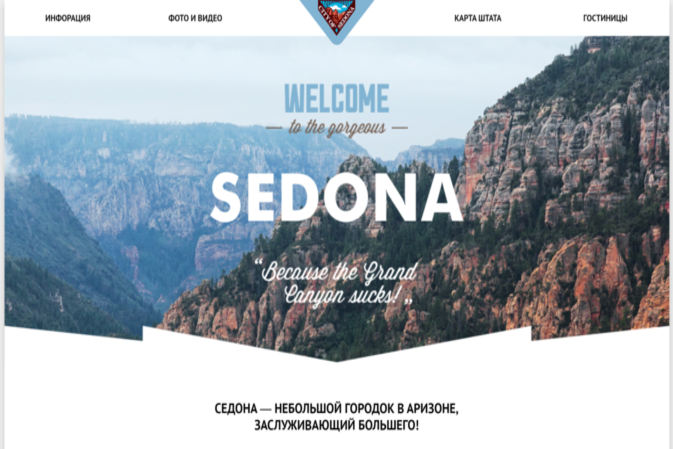 ИНФОРАЦИЯ
ФОТО И ВИДЕО
КАРТА ШТАТА
ГОСТИНИЦЫ
WELCOME
— to the gorgeous —
SEDONA
“Because the Grand
Canyon sucks! „
СЕДОНА — НЕБОЛЬШОЙ ГОРОДОК В АРИЗОНЕ,
ЗАСЛУЖИВАЮЩИЙ БОЛЬШЕГО!